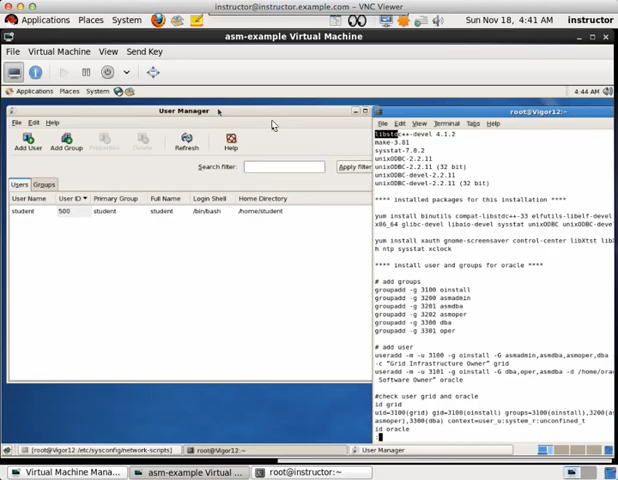 instructor@instructor.example.com - VNC Viewer
Applications Places System Sun Nov 18, 4:41 AM instructor
asm-example Virtual Machine
File Virtual Machine View Send Key
Applications Places System 4:44 AM
User Manager
File Edit Help
Add User Add Group Properties Delete Refresh Help
Search filter: Apply filter
Users Groups
User Name User ID Primary Group Full Name Login Shell Home Directory
student 500 student student /bin/bash /home/student
root@Vigor12:~
File Edit View Terminal Tabs Help
libstdc++-devel 4.1.2
make-3.81
sysstat-7.0.2
unixODBC-2.2.11
unixODBC-2.2.11 (32 bit)
unixODBC-devel-2.2.11
unixODBC-devel-2.2.11 (32 bit)
**** installed packages for this installation ****
yum install binutils compat-libstdc++-33 elfutils-libelf-devel
x86_64 glibc-devel libaio-devel sysstat unixODBC unixODBC-de
yum install xauth gnome-screensaver control-center libXtst lib
h ntp sysstat xclock
**** install user and groups for oracle ****
# add groups
groupadd -g 3100 oinstall
groupadd -g 3200 asmadmin
groupadd -g 3201 asmdba
groupadd -g 3202 asmoper
groupadd -g 3300 dba
groupadd -g 3301 oper
# add user
useradd -m -u 3100 -g oinstall -G asmadmin,asmdba,asmoper,dba
-c "Grid Infrastructure Owner" grid
useradd -m -u 3101 -g oinstall -G dba,oper,asmdba -d /home/ora
Software Owner" oracle
#check user grid and oracle
id grid
uid=3100(grid) gid=3100(oinstall) groups=3100(oinstall),3200(a
asmoper),3300(dba) context=user_u:system_r:unconfined_t
id oracle
:
[root@Vigor12:/etc/sysconfig/network-scripts] root@Vigor12:~ User Manager
Virtual Machine Mana... asm-example Virtual ... root@instructor:~